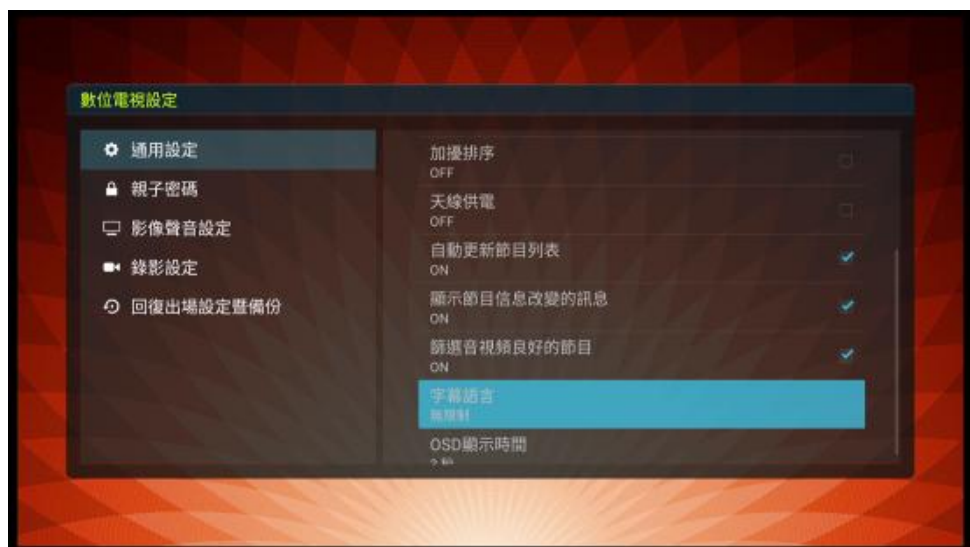 數位電視設定
通用設定
親子密碼
影像聲音設定
錄影設定
回復出場設定暨備份
加擾排序
OFF
天線供電
OFF
自動更新節目列表
ON
顯示節目信息改變的訊息
ON
篩選音視頻良好的節目
ON
字幕語言
無限制
OSD顯示時間